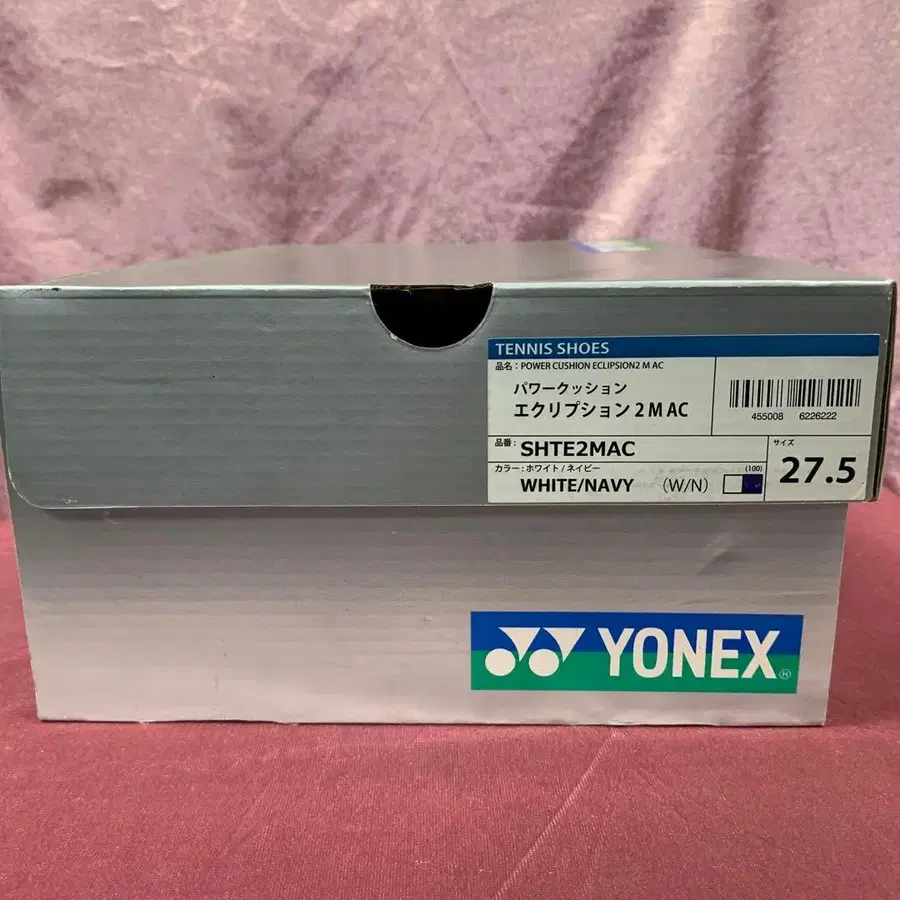 TENNIS SHOES
品名：POWER CUSHION ECLIPSION2 M AC
パワークッション
エクリプション 2 M AC
455008 6226222
品番：SHTE2MAC
カラー：ホワイト / ネイビー
WHITE/NAVY (W/N)
(100)
サイズ
27.5
YONEX®